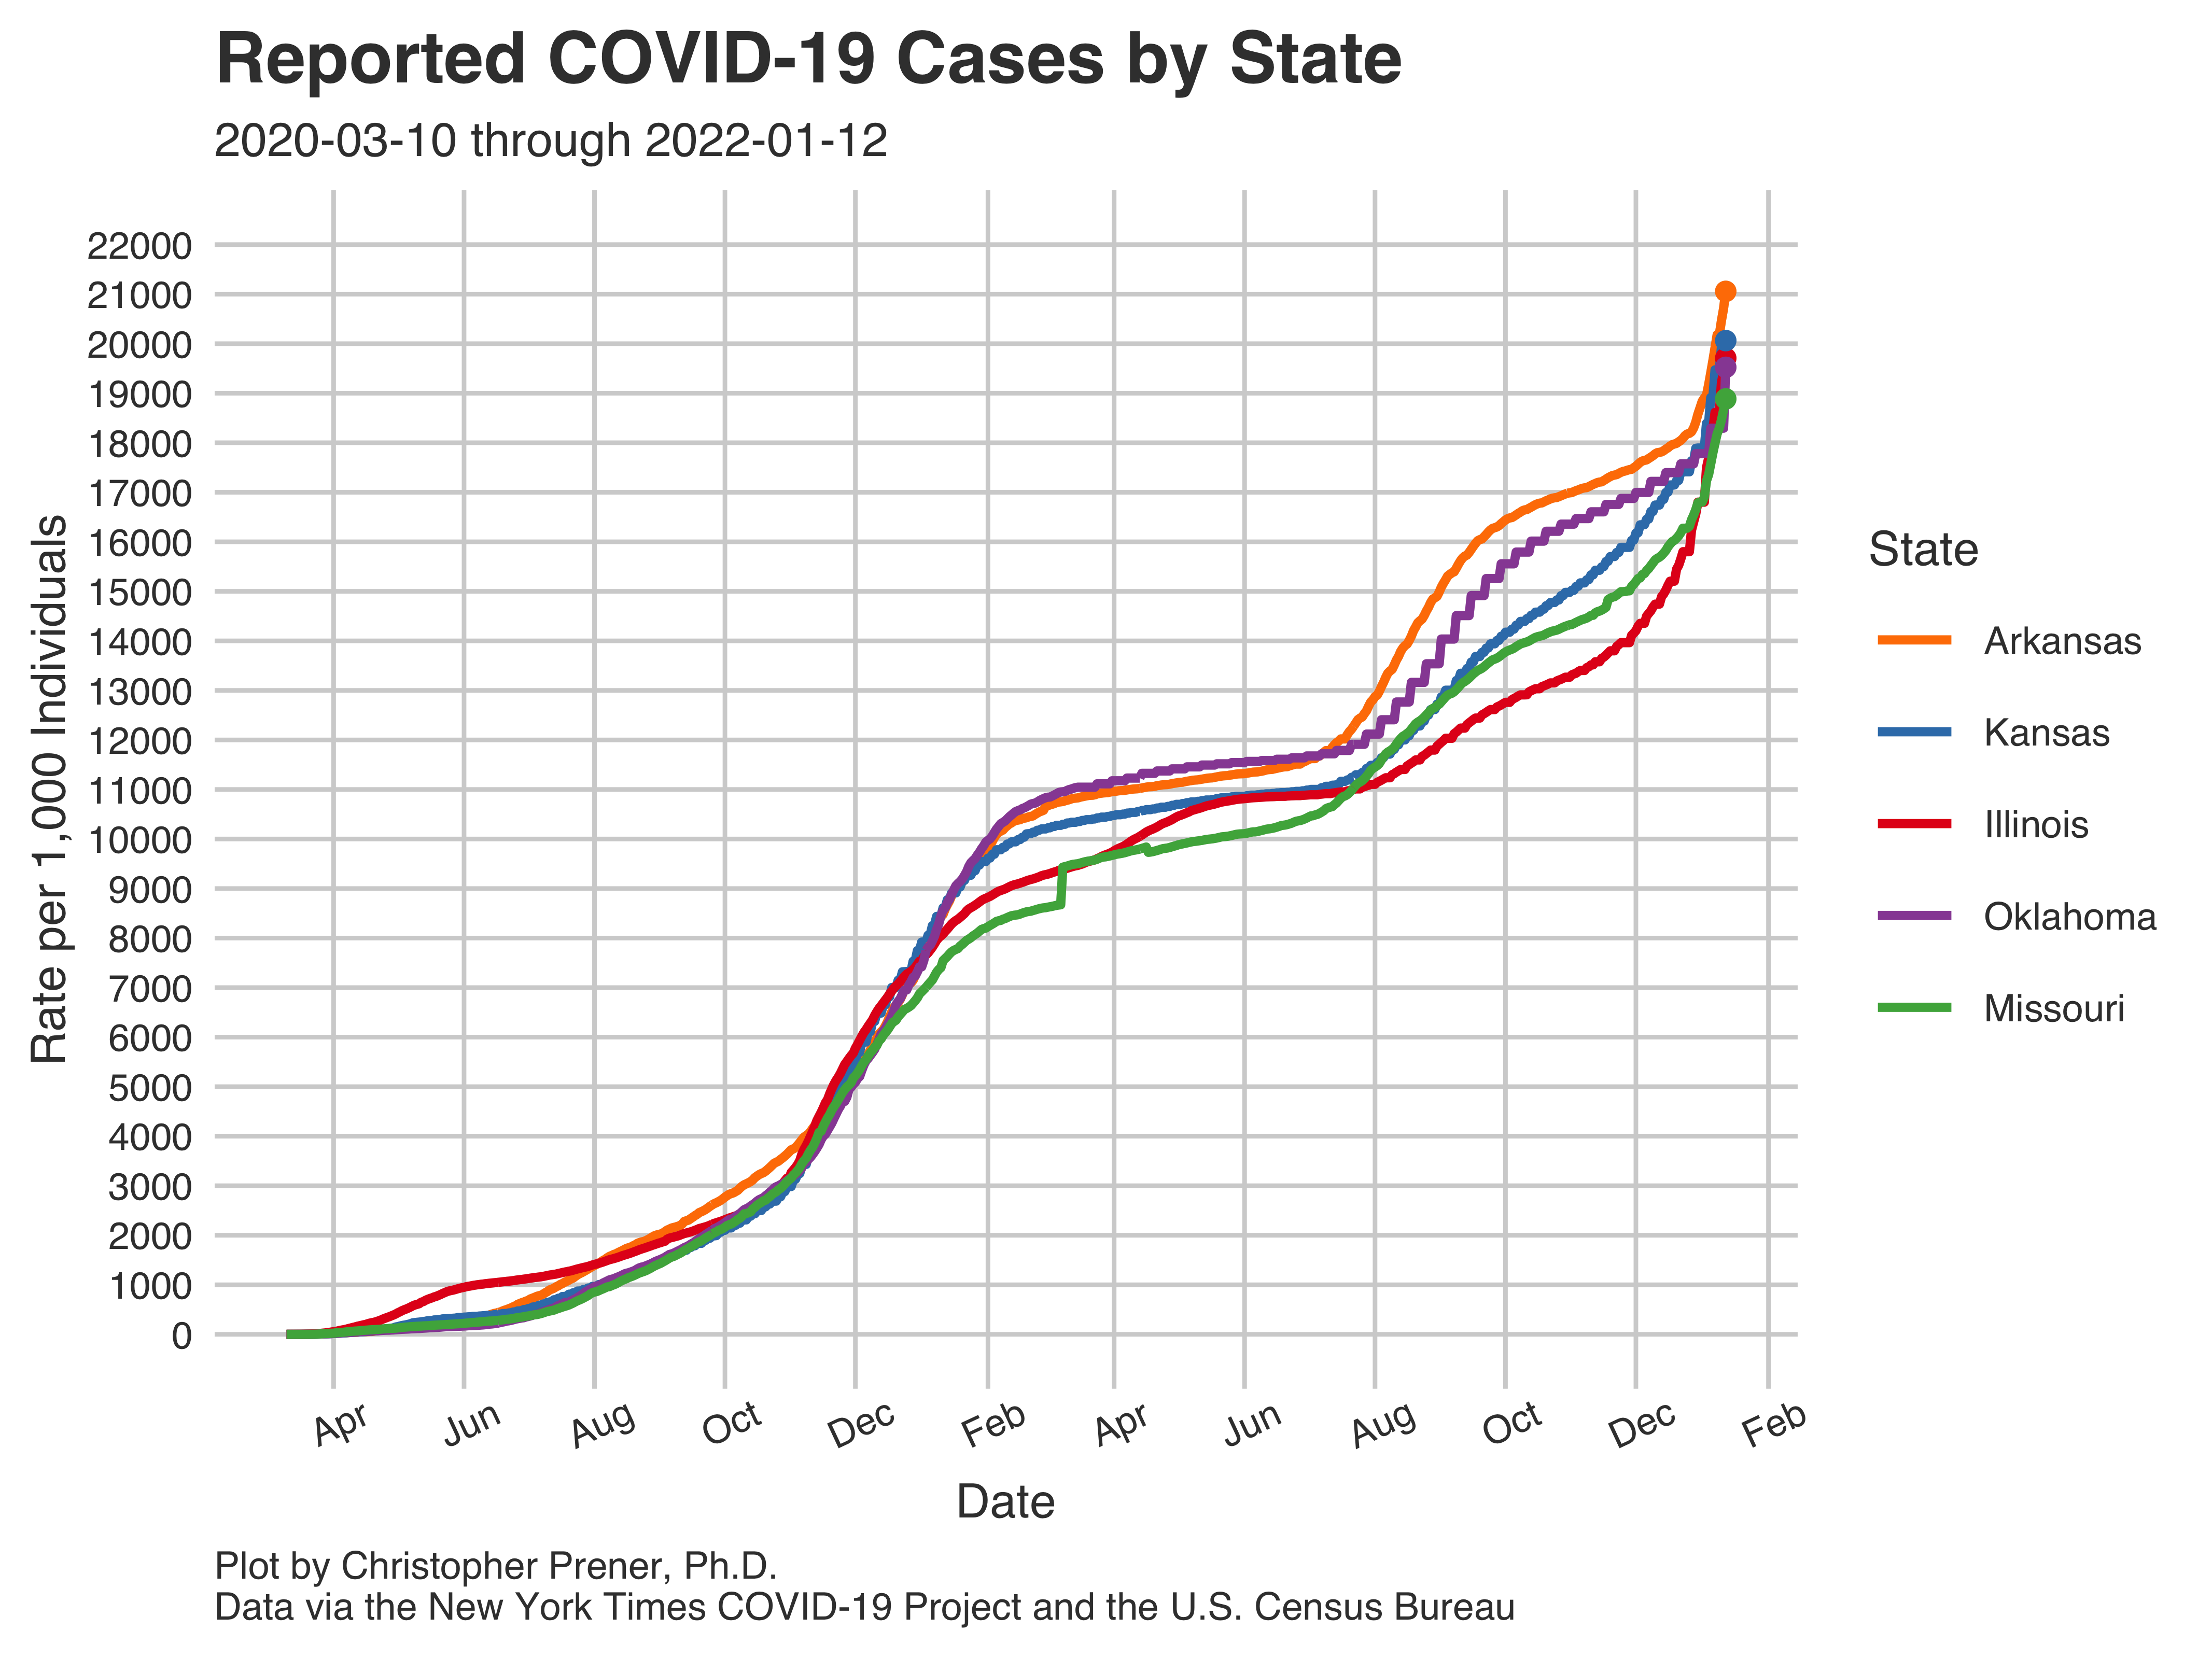 Reported COVID-19 Cases by State
2020-03-10 through 2022-01-12
Rate per 1,000 Individuals
22000
21000
20000
19000
18000
17000
16000
15000
14000
13000
12000
11000
10000
9000
8000
7000
6000
5000
4000
3000
2000
1000
0
Apr Jun Aug Oct Dec Feb Apr Jun Aug Oct Dec Feb
Date
State
Arkansas
Kansas
Illinois
Oklahoma
Missouri
Plot by Christopher Prener, Ph.D.
Data via the New York Times COVID-19 Project and the U.S. Census Bureau